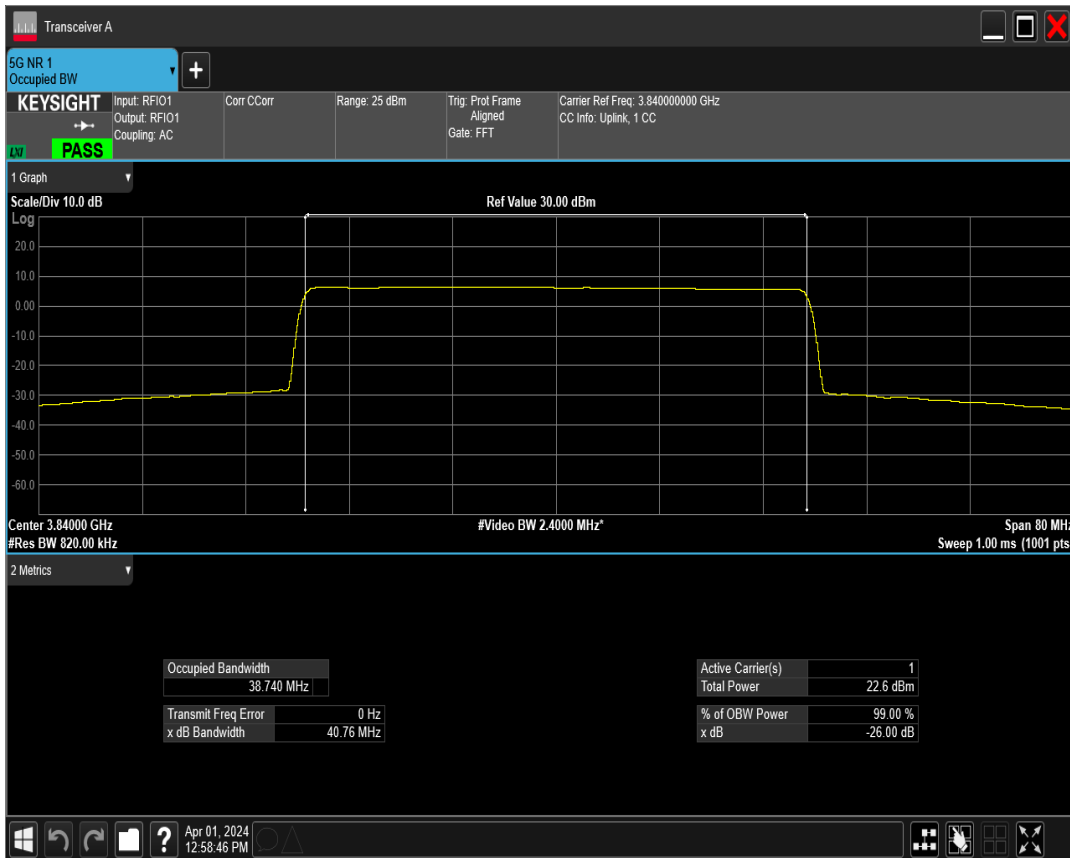 Transceiver A
5G NR 1
Occupied BW
KEYSIGHT
LXI
PASS
Input: RFIO1
Output: RFIO1
Coupling: AC
Corr CCorr
Range: 25 dBm
Trig: Prot Frame
Aligned
Gate: FFT
Carrier Ref Freq: 3.840000000 GHz
CC Info: Uplink, 1 CC
1 Graph
Scale/Div 10.0 dB
Ref Value 30.00 dBm
Log
20.0
10.0
0.00
-10.0
-20.0
-30.0
-40.0
-50.0
-60.0
Center 3.84000 GHz
#Video BW 2.4000 MHz*
Span 80 MHz
#Res BW 820.00 kHz
Sweep 1.00 ms (1001 pts
2 Metrics
Occupied Bandwidth
38.740 MHz
Transmit Freq Error 0 Hz
x dB Bandwidth 40.76 MHz
Active Carrier(s) 1
Total Power 22.6 dBm
% of OBW Power 99.00 %
x dB -26.00 dB
?
Apr 01, 2024
12:58:46 PM